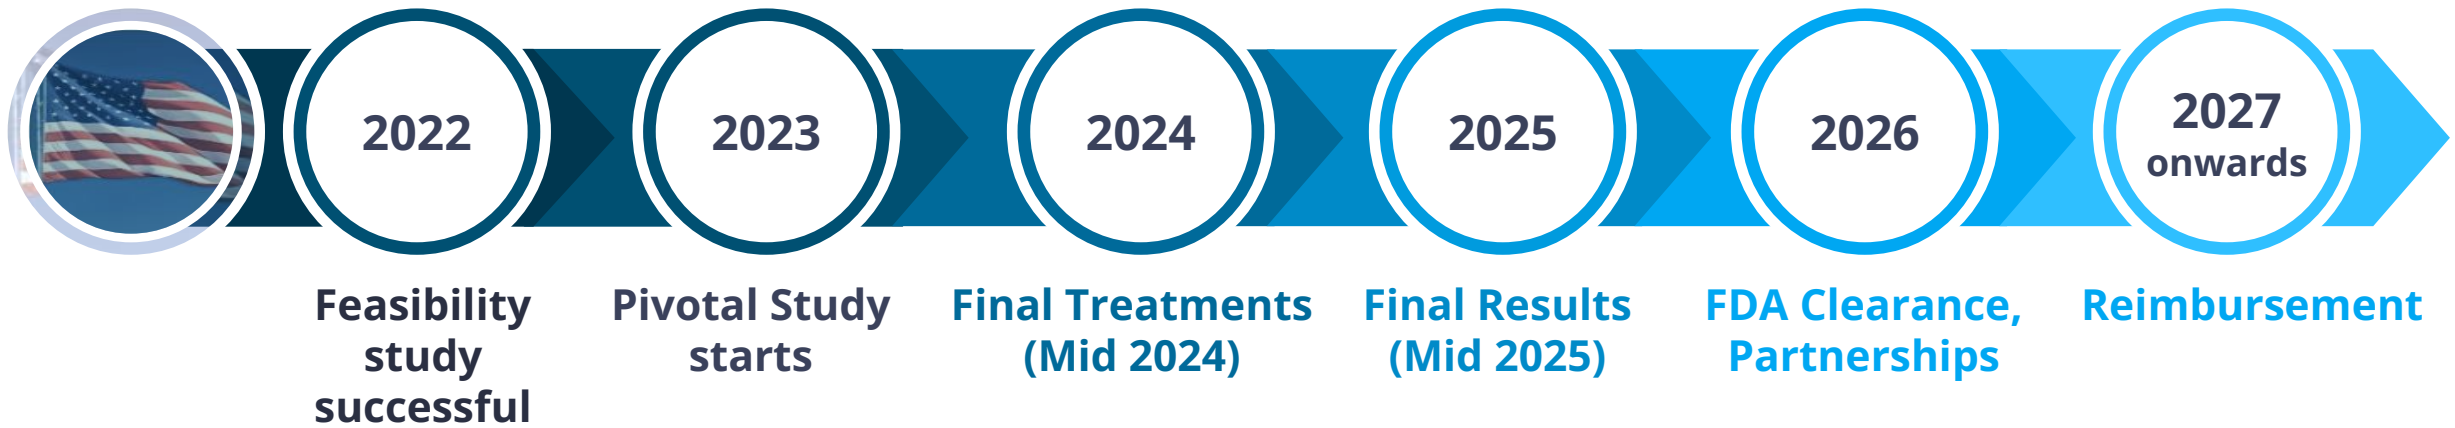 2022
2023
2024
2025
2026
2027
onwards
Feasibility
study
successful
Pivotal Study
starts
Final Treatments
(Mid 2024)
Final Results
(Mid 2025)
FDA Clearance,
Partnerships
Reimbursement